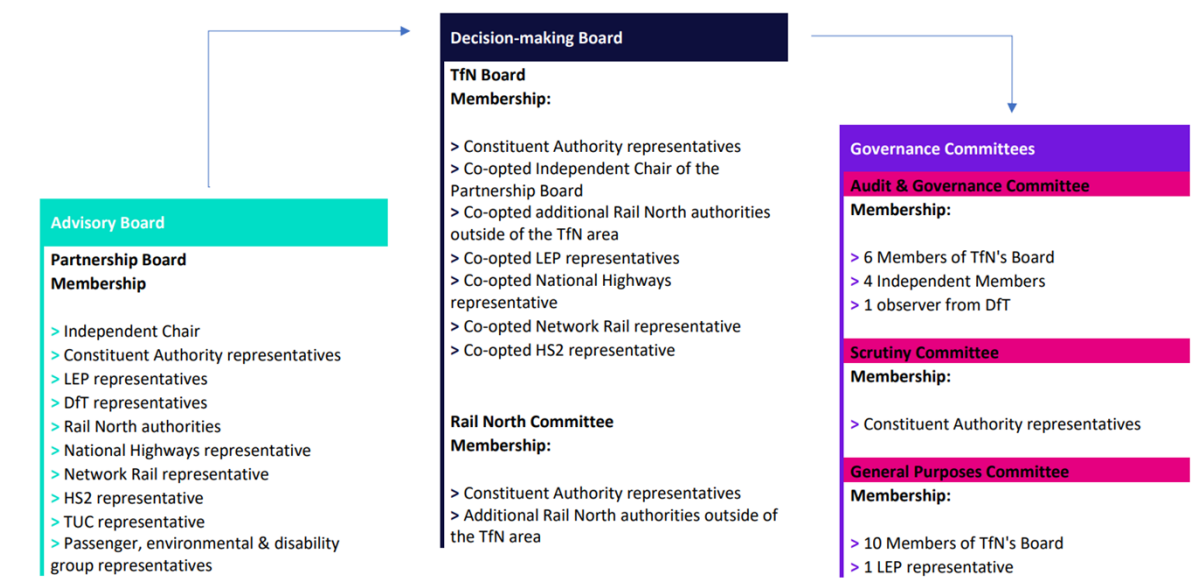 Advisory Board
Partnership Board
Membership
> Independent Chair
> Constituent Authority representatives
> LEP representatives
> DfT representatives
> Rail North authorities
> National Highways representative
> Network Rail representative
> HS2 representative
> TUC representative
> Passenger, environmental & disability
group representatives
Decision-making Board
TfN Board
Membership:
> Constituent Authority representatives
> Co-opted Independent Chair of the
Partnership Board
> Co-opted additional Rail North authorities
outside of the TfN area
> Co-opted LEP representatives
> Co-opted National Highways
representative
> Co-opted Network Rail representative
> Co-opted HS2 representative
Rail North Committee
Membership:
> Constituent Authority representatives
> Additional Rail North authorities outside of
the TfN area
Governance Committees
Audit & Governance Committee
Membership:
> 6 Members of TfN's Board
> 4 Independent Members
> 1 observer from DfT
Scrutiny Committee
Membership:
> Constituent Authority representatives
General Purposes Committee
Membership:
> 10 Members of TfN's Board
> 1 LEP representative